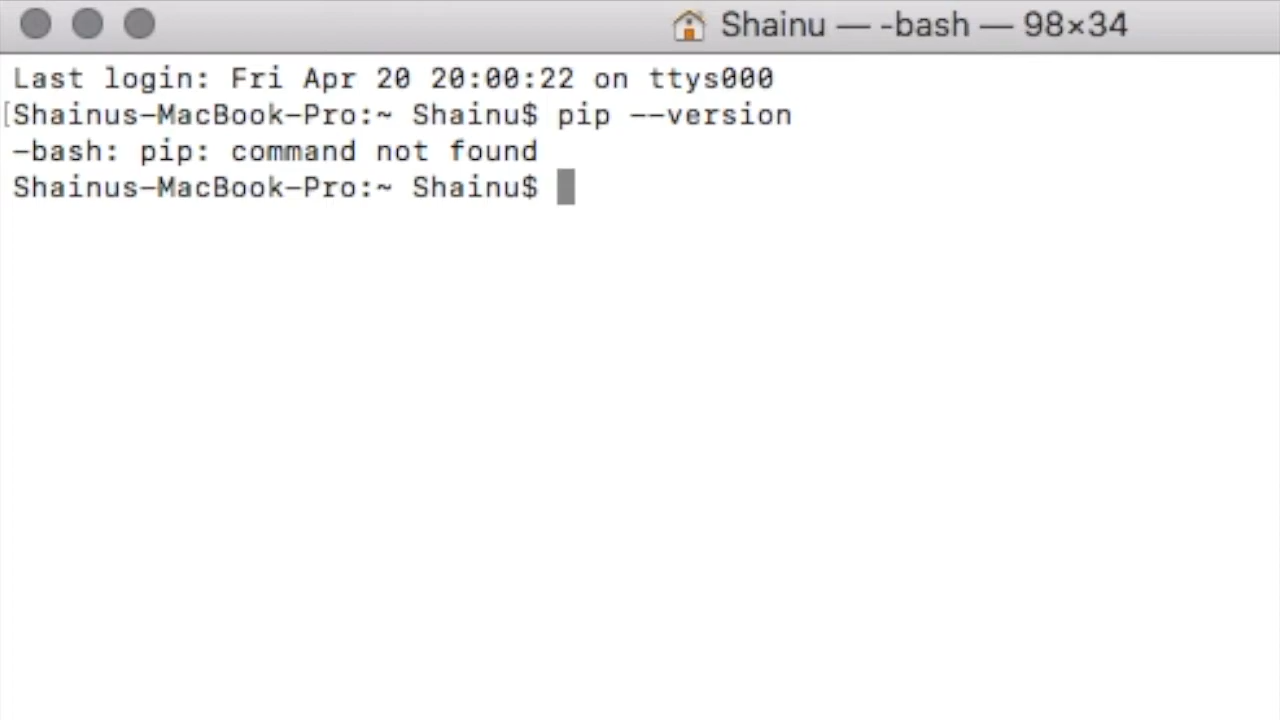 Shainu — -bash — 98×34
Last login: Fri Apr 20 20:00:22 on ttys000
[Shainus-MacBook-Pro:~ Shainu$ pip --version
-bash: pip: command not found
Shainus-MacBook-Pro:~ Shainu$